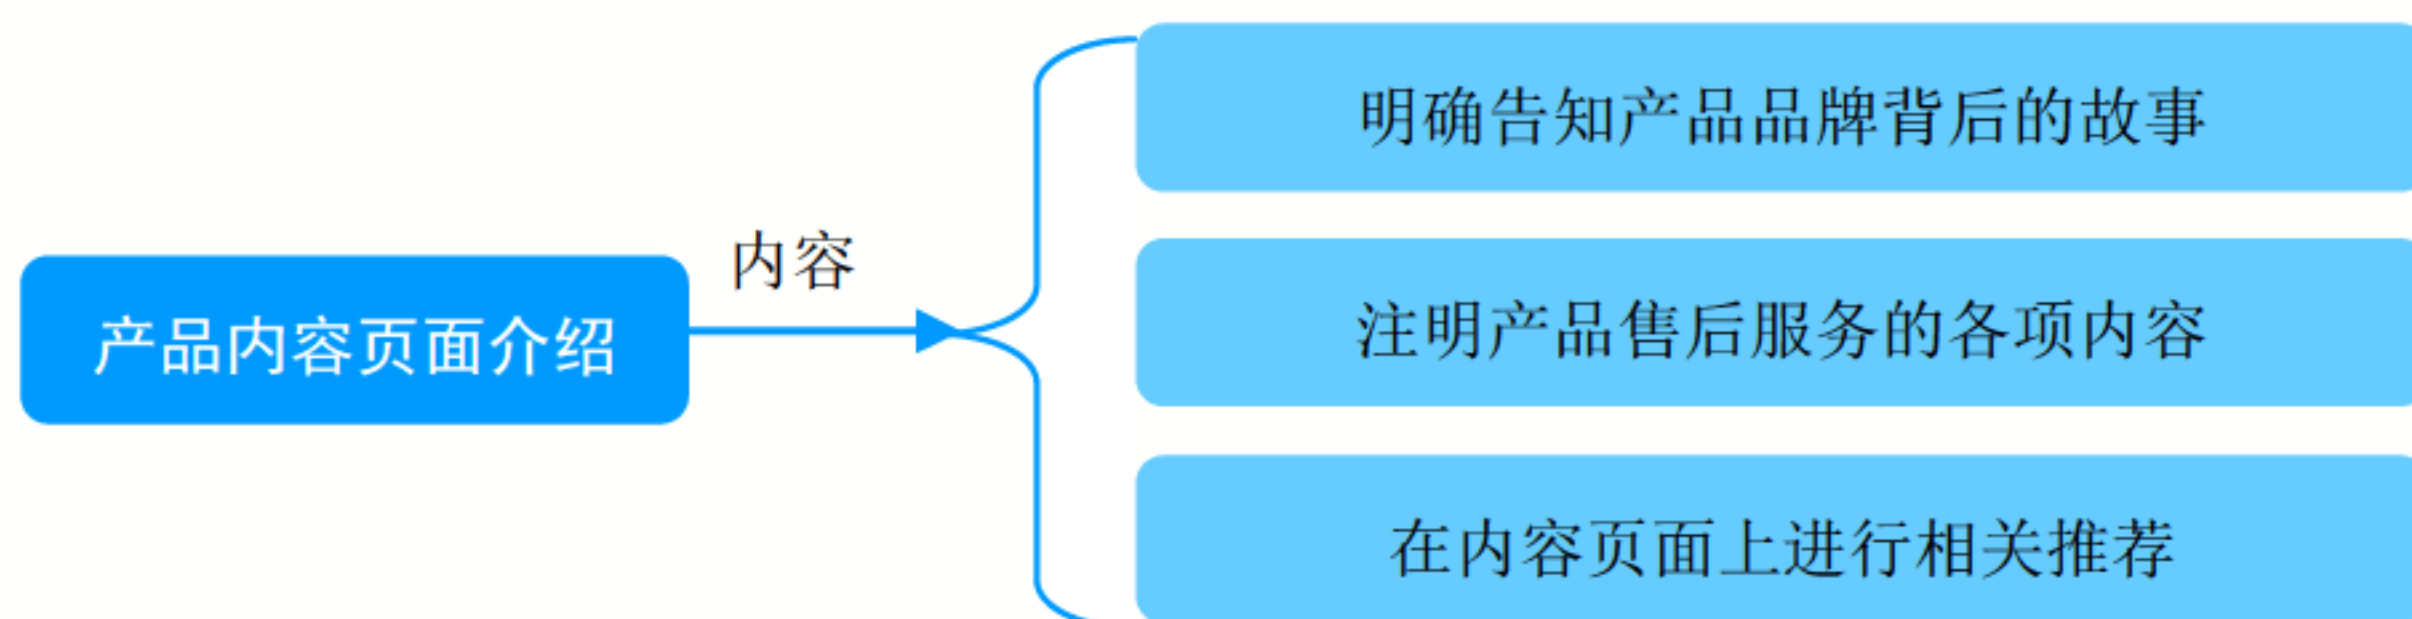 明确告知产品品牌背后的故事
内容
产品内容页面介绍
注明产品售后服务的各项内容
在内容页面上进行相关推荐